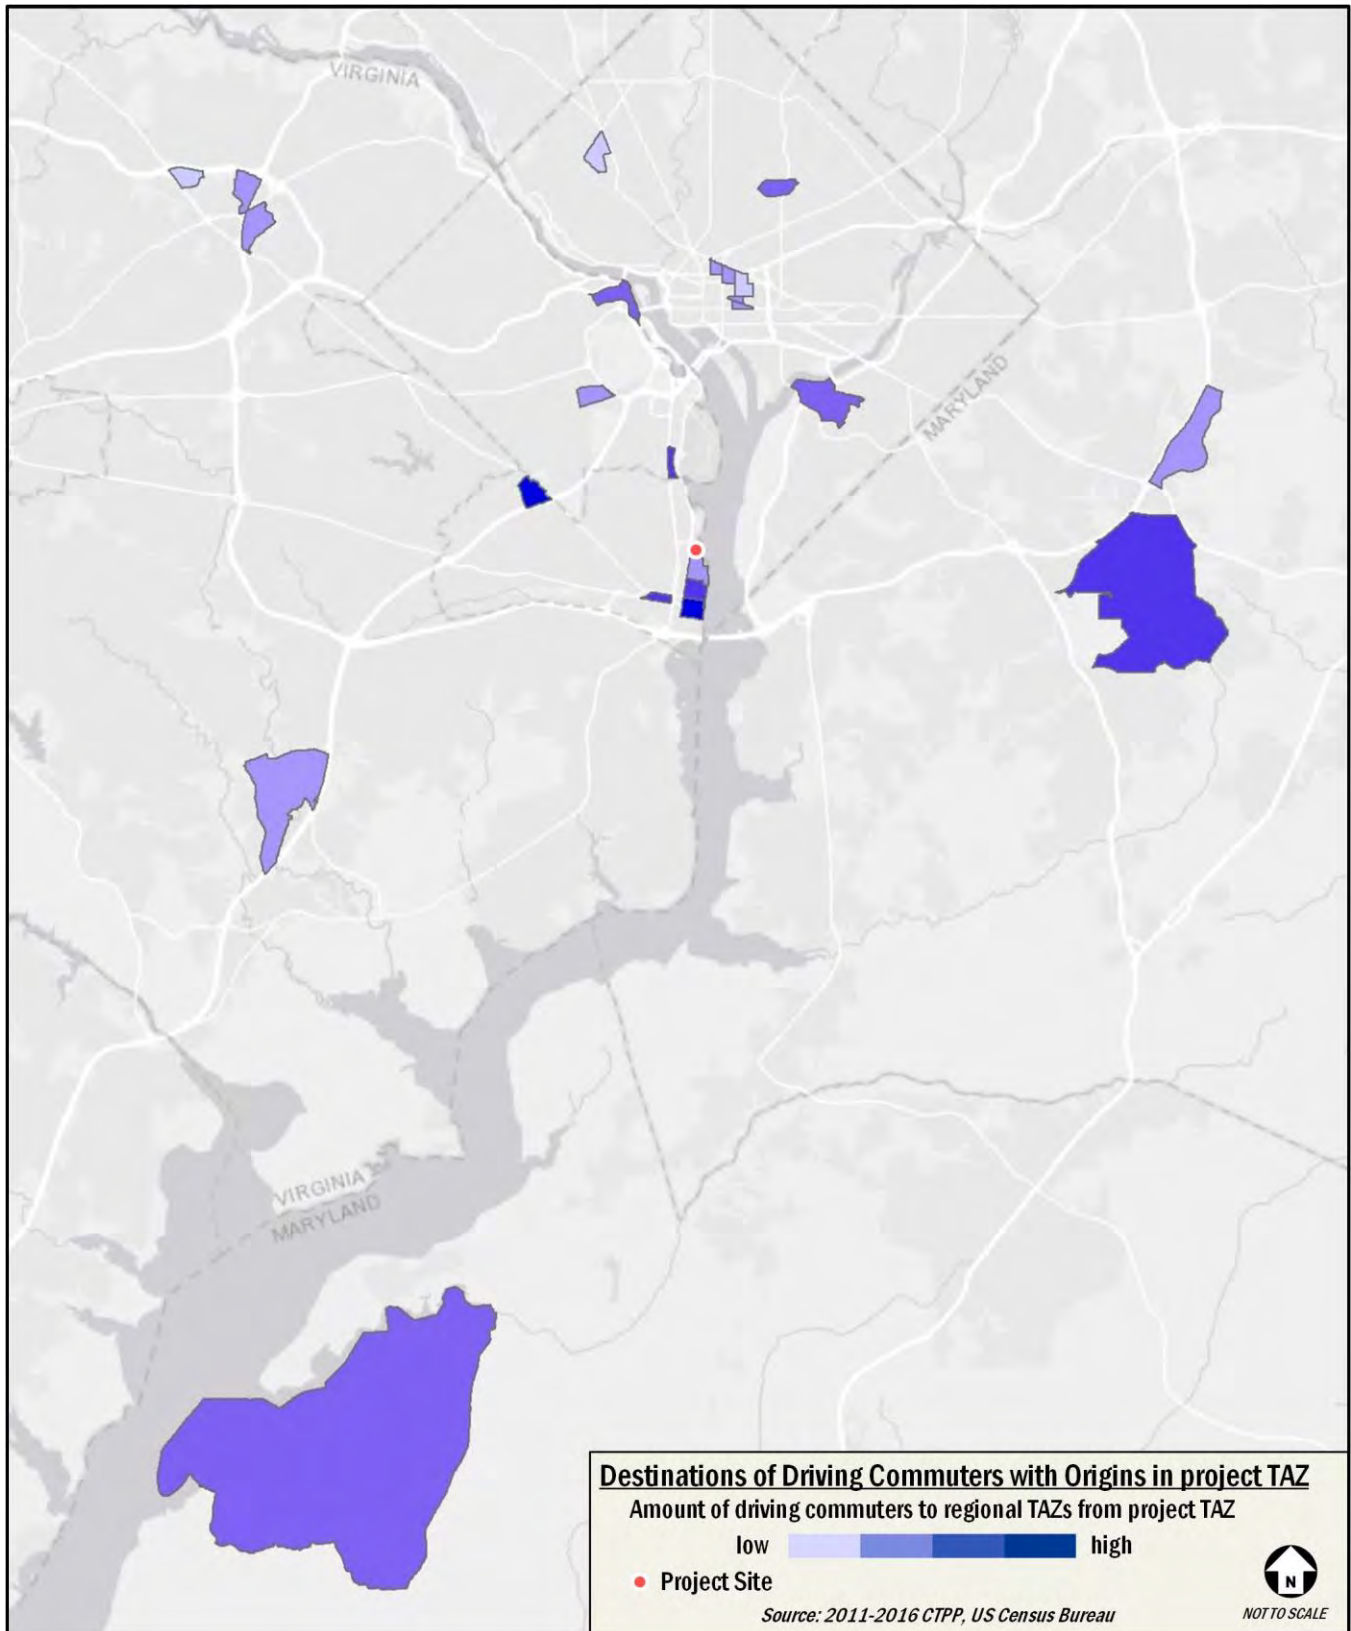 VIRGINIA
MARYLAND
VIRGINIA
MARYLAND
Destinations of Driving Commuters with Origins in project TAZ
Amount of driving commuters to regional TAZs from project TAZ
low high
Project Site
N
Source: 2011-2016 CTPP, US Census Bureau
NOT TO SCALE